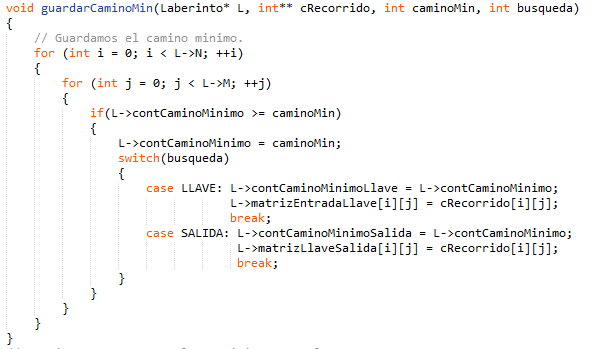 void guardarCaminoMin(Laberinto* L, int** cRecorrido, int caminoMin, int busqueda)
{
    // Guardamos el camino minimo.
    for (int i = 0; i < L->N; ++i)
    {
        for (int j = 0; j < L->M; ++j)
        {
            if(L->contCaminoMinimo >= caminoMin)
            {
                L->contCaminoMinimo = caminoMin;
                switch(busqueda)
                {
                    case LLAVE: L->contCaminoMinimoLlave = L->contCaminoMinimo;
                                L->matrizEntradaLlave[i][j] = cRecorrido[i][j];
                                break;
                    case SALIDA: L->contCaminoMinimoSalida = L->contCaminoMinimo;
                                 L->matrizLlaveSalida[i][j] = cRecorrido[i][j];
                                 break;
                }
            }
        }
    }
}